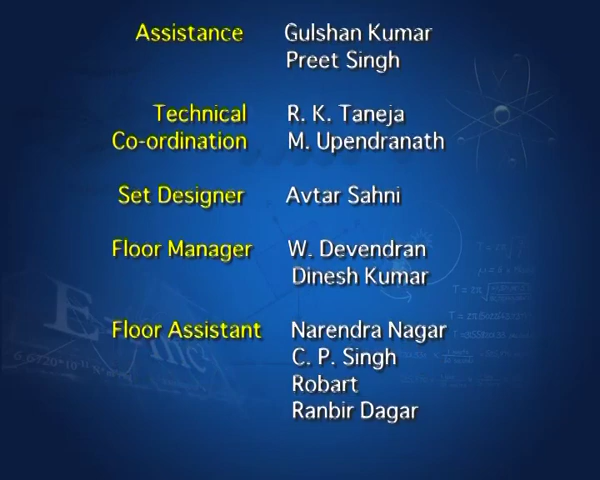 Assistance Gulshan Kumar
Preet Singh
Technical R. K. Taneja
Co-ordination M. Upendranath
Set Designer Avtar Sahni
Floor Manager W. Devendran
Dinesh Kumar
Floor Assistant Narendra Nagar
C. P. Singh
Robart
Ranbir Dagar